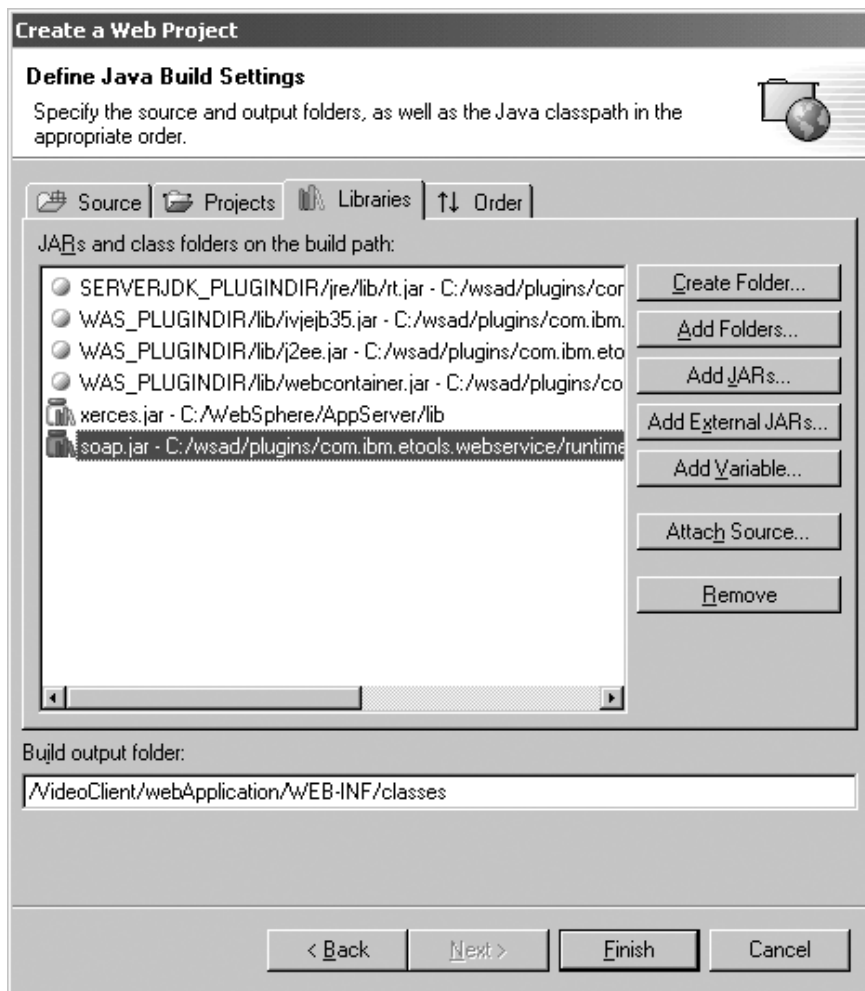 Create a Web Project
Define Java Build Settings
Specify the source and output folders, as well as the Java classpath in the
appropriate order.
Source Projects Libraries Order
JARs and class folders on the build path:
SERVERJDK_PLUGINDIR/jre/lib/rt.jar - C:/wsad/plugins/cor
WAS_PLUGINDIR/lib/ivjejb35.jar - C:/wsad/plugins/com.ibm.
WAS_PLUGINDIR/lib/j2ee.jar - C:/wsad/plugins/com.ibm.eto
WAS_PLUGINDIR/lib/webcontainer.jar - C:/wsad/plugins/co
xerces.jar - C:/WebSphere/AppServer/lib
soap.jar - C:/wsad/plugins/com.ibm.etools.webservice/runtime
Create Folder...
Add Folders...
Add JARs...
Add External JARs...
Add Variable...
Attach Source...
Remove
Build output folder:
/VideoClient/webApplication/WEB-INF/classes
< Back Next > Finish Cancel